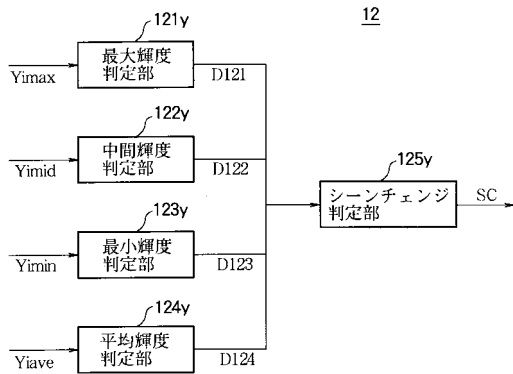 12
121y
最大輝度
判定部
Yimax
D121
122y
中間輝度
判定部
Yimid
D122
125y
シーンチェンジ
判定部
SC
123y
最小輝度
判定部
Yimin
D123
124y
平均輝度
判定部
Yiave
D124